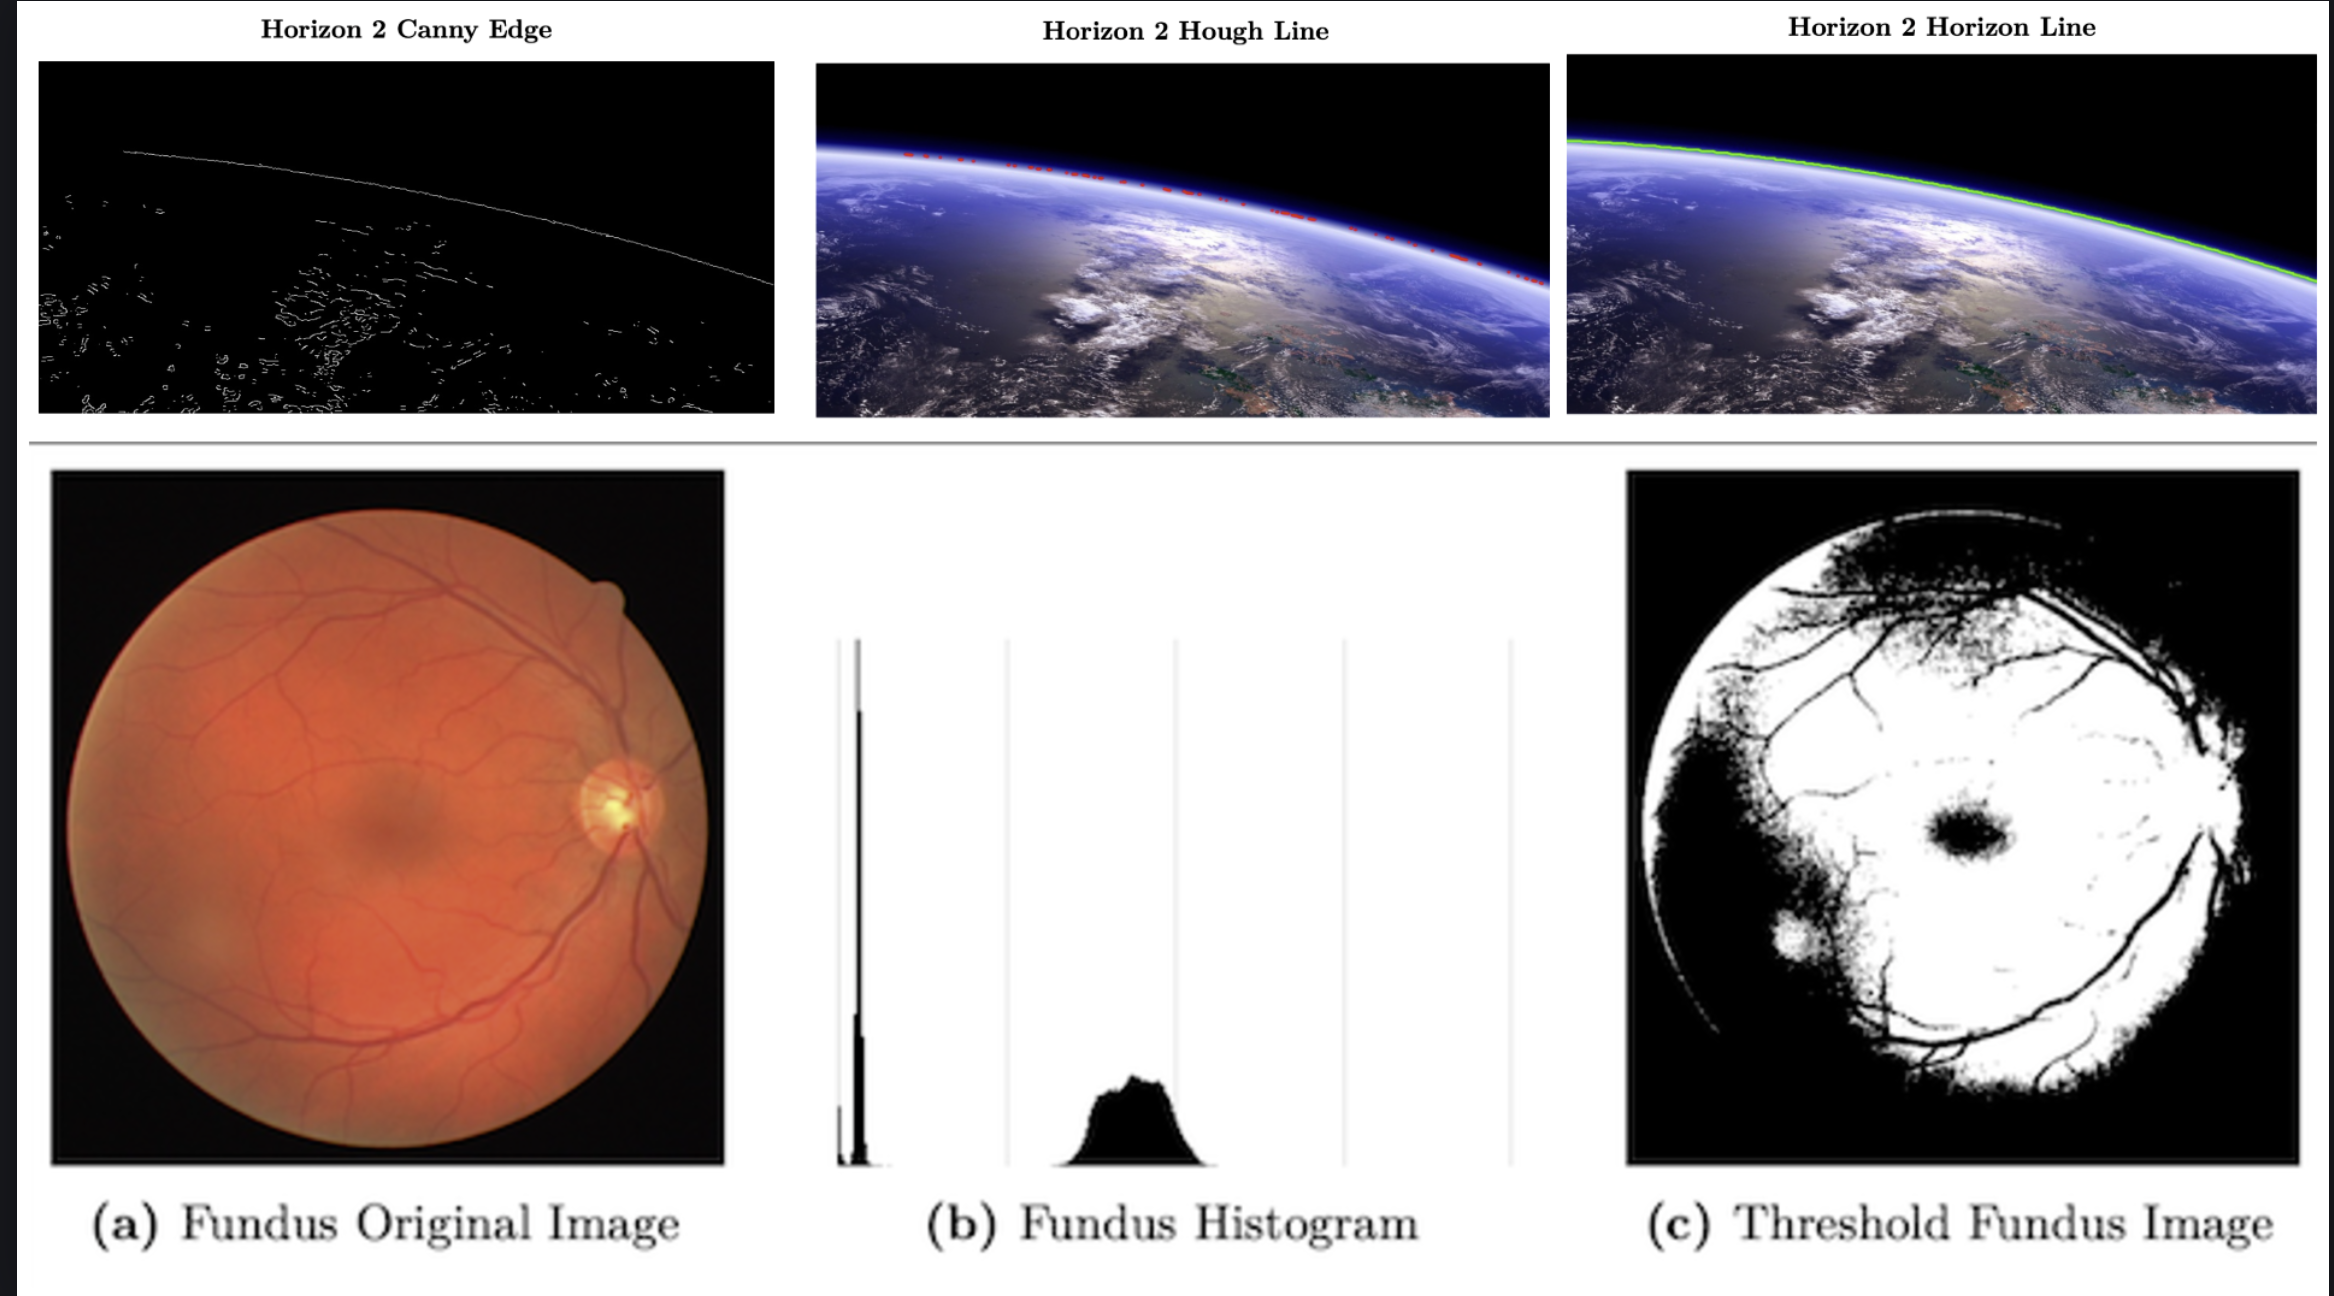 Horizon 2 Canny Edge
Horizon 2 Hough Line
Horizon 2 Horizon Line
(a) Fundus Original Image
(b) Fundus Histogram
(c) Threshold Fundus Image